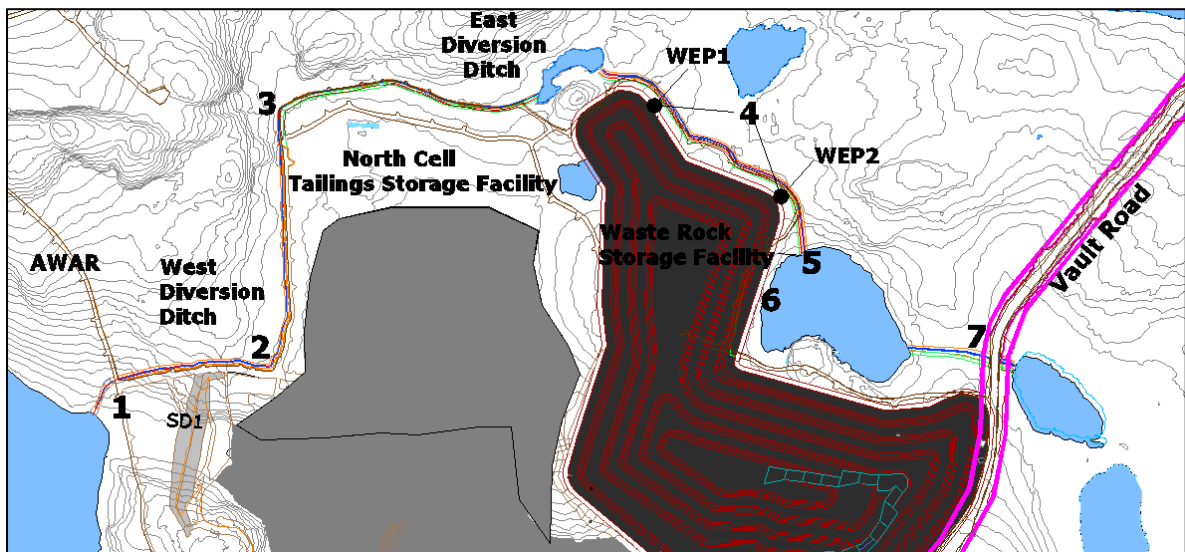 East
Diversion
Ditch
WEP1
3
4
North Cell
Tailings Storage Facility
WEP2
Waste Rock
Storage Facility
5
AWAR
West
Diversion
Ditch
6
Vault Road
2
7
1
SD1